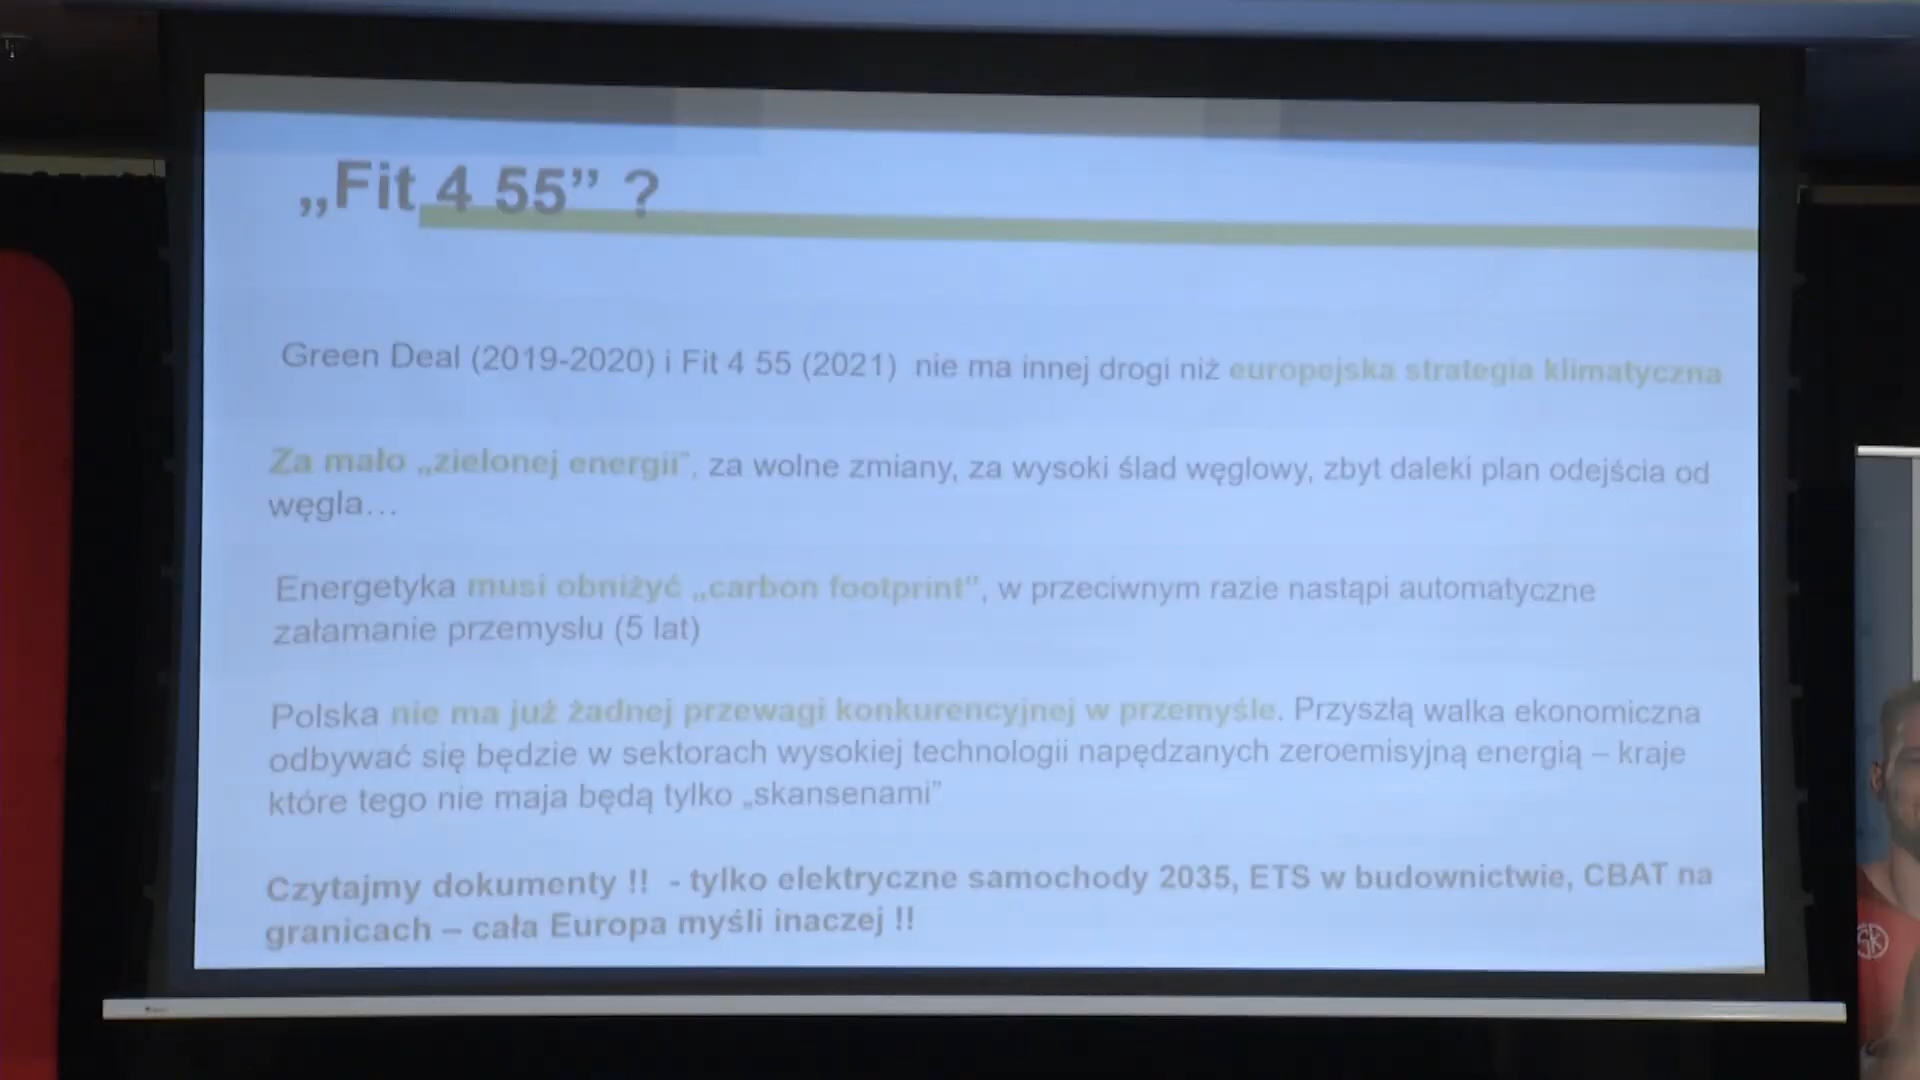 „Fit 4 55” ?
Green Deal (2019-2020) i Fit 4 55 (2021) nie ma innej drogi niż europejska strategia klimatyczna
Za mało „zielonej energii”, za wolne zmiany, za wysoki ślad węglowy, zbyt daleki plan odejścia od
węgla…
Energetyka musi obniżyć „carbon footprint”, w przeciwnym razie nastąpi automatyczne
załamanie przemysłu (5 lat)
Polska nie ma już żadnej przewagi konkurencyjnej w przemyśle. Przyszłą walka ekonomiczna
odbywać się będzie w sektorach wysokiej technologii napędzanych zeroemisyjną energią – kraje
które tego nie maja będą tylko „skansenami”
Czytajmy dokumenty !! - tylko elektryczne samochody 2035, ETS w budownictwie, CBAT na
granicach – cała Europa myśli inaczej !!